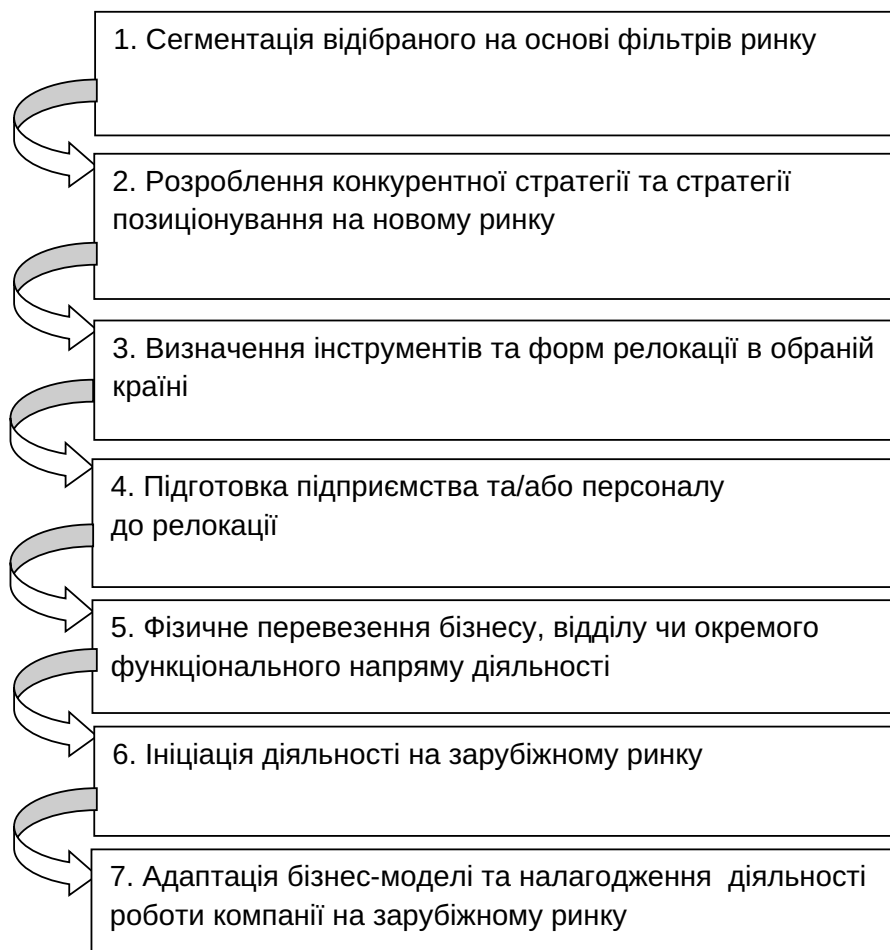 1. Сегментація відібраного на основі фільтрів ринку
2. Розроблення конкурентної стратегії та стратегії
позиціонування на новому ринку
3. Визначення інструментів та форм релокації в обраній
країні
4. Підготовка підприємства та/або персоналу
до релокації
5. Фізичне перевезення бізнесу, відділу чи окремого
функціонального напряму діяльності
6. Ініціація діяльності на зарубіжному ринку
7. Адаптація бізнес-моделі та налагодження  діяльності
роботи компанії на зарубіжному ринку